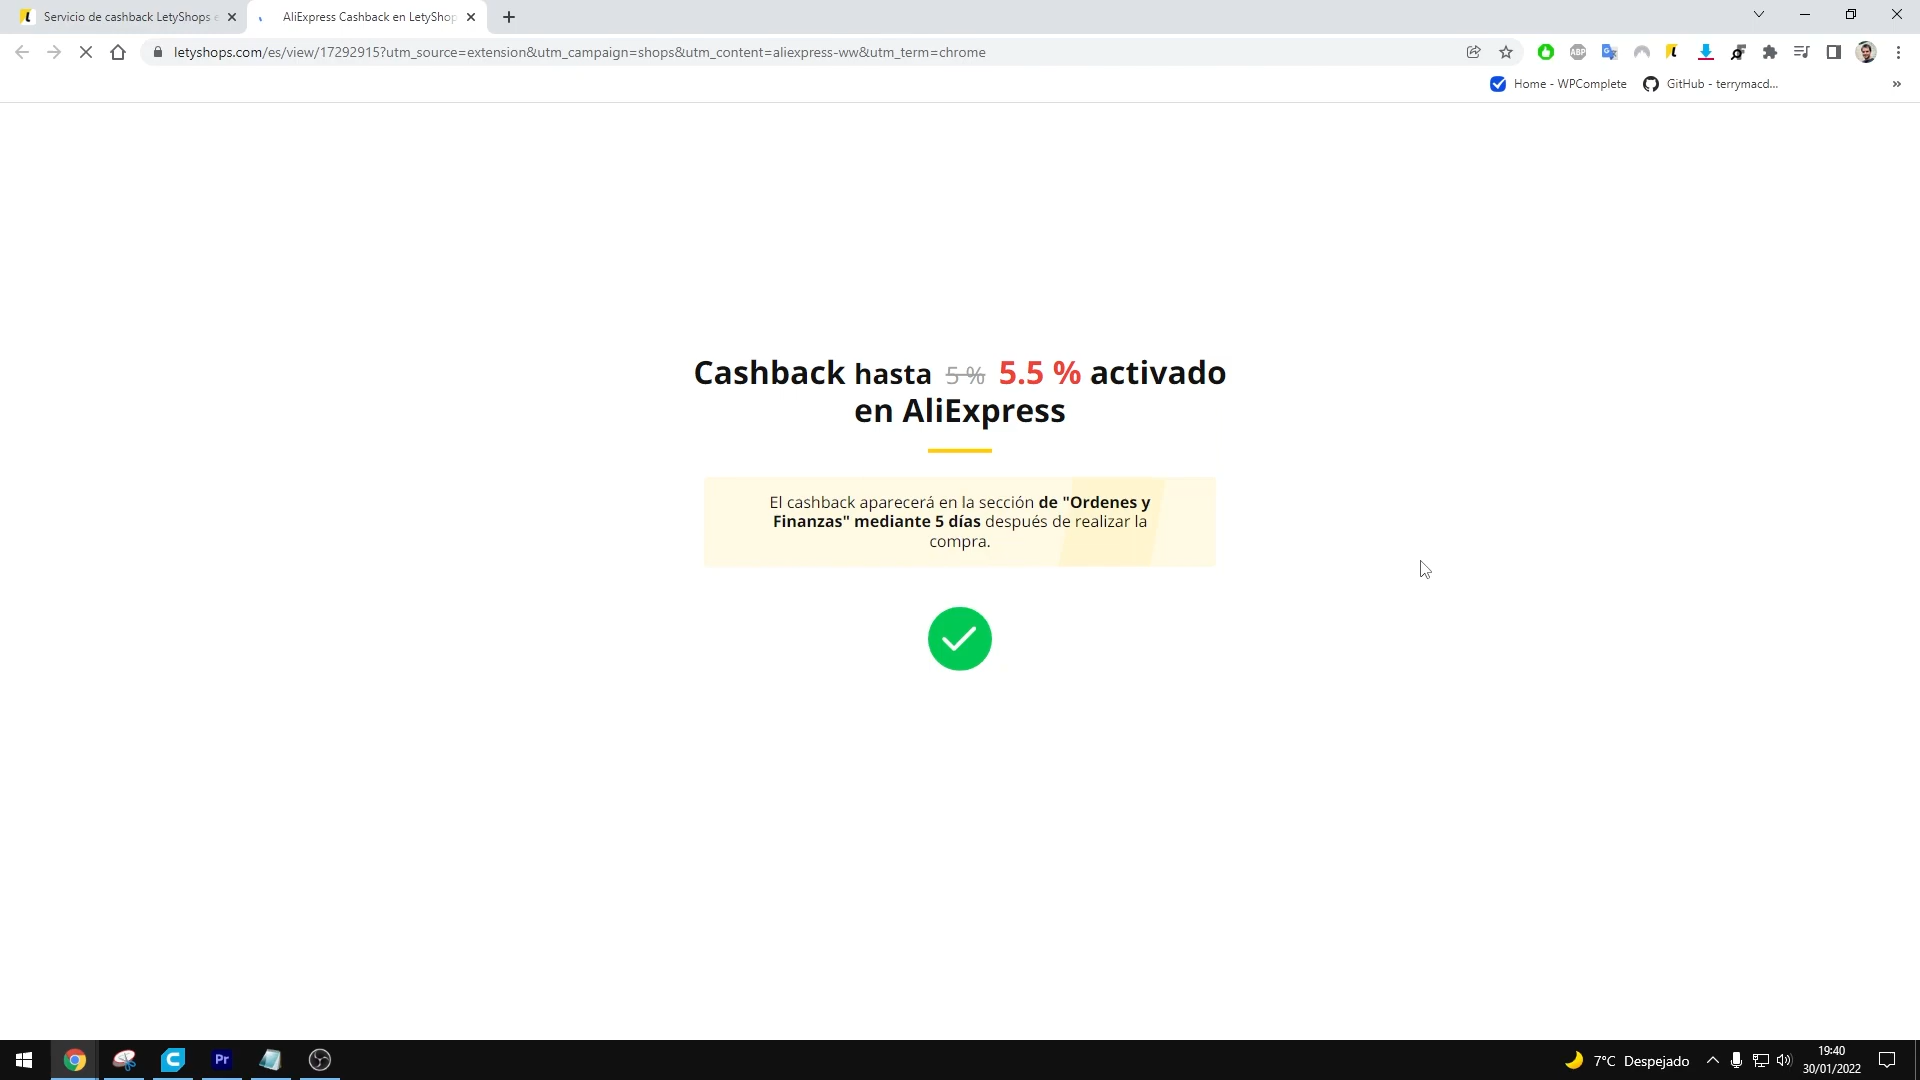 Servicio de cashback LetyShops e
AliExpress Cashback en LetyShop
letyshops.com/es/view/17292915?utm_source=extension&utm_campaign=shops&utm_content=aliexpress-ww&utm_term=chrome
ABP
Home - WPComplete
GitHub - terrymacd...
Cashback hasta 5 % 5.5 % activado
en AliExpress
El cashback aparecerá en la sección de "Ordenes y
Finanzas" mediante 5 días después de realizar la
compra.
Pr
7°C Despejado
19:40
30/01/2022